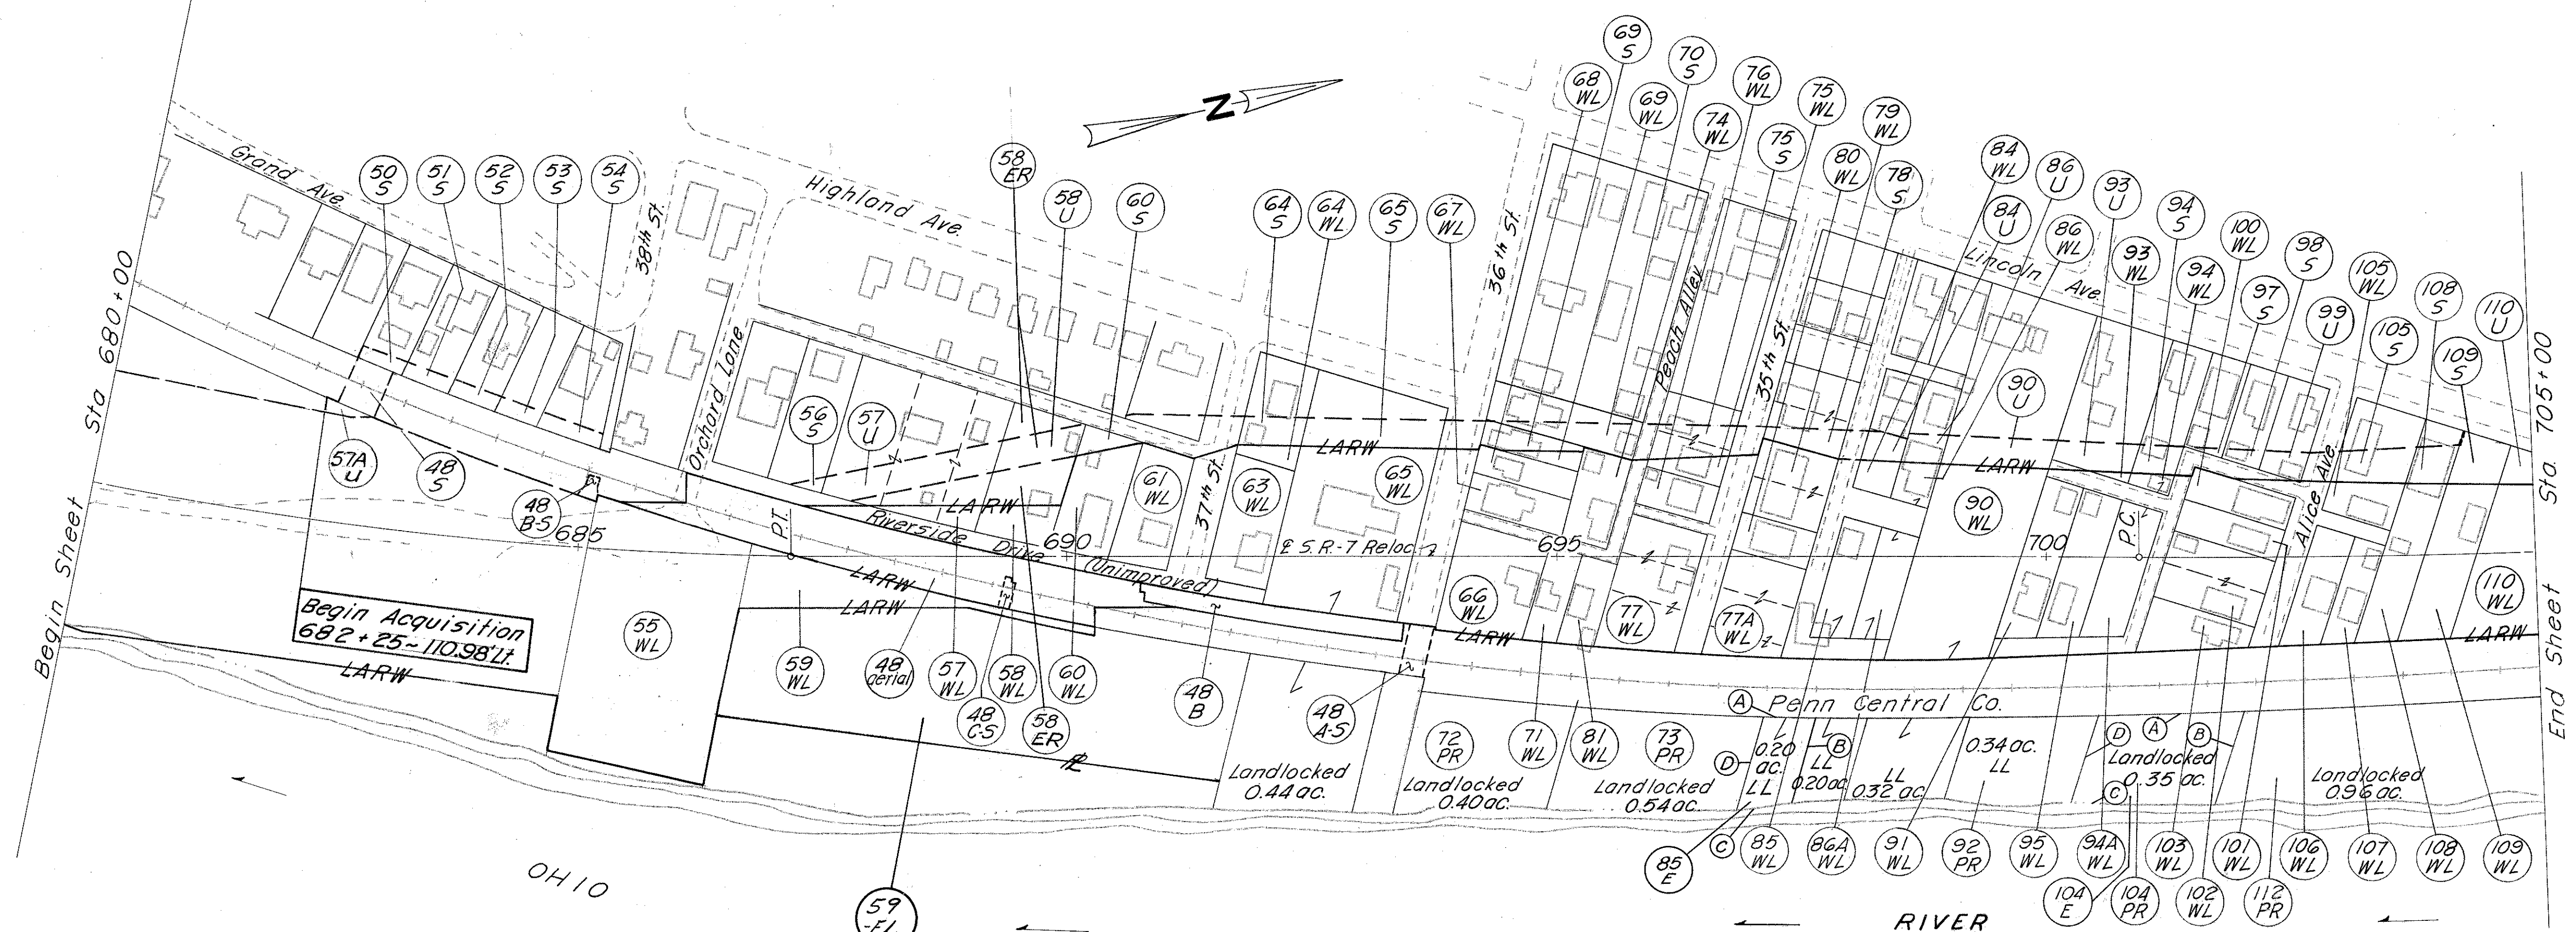 69
S
70
S
68
WL
69
WL
76
WL
75
WL
74
WL
79
WL
75
S
80
WL
78
S
84
WL
86
U
84
U
93
U
86
WL
94
S
93
WL
100
WL
94
WL
98
S
97
S
105
WL
99
U
108
S
105
S
110
U
109
S
N
Grand Ave.
50
S
51
S
52
S
53
S
54
S
38th St.
Highland Ave.
58
ER
58
U
60
S
64
S
64
WL
65
S
67
WL
36th St.
Peach Alley
35th St.
Lincoln Ave.
90
U
Alice Ave.
Sta 680+00
Begin Sheet
Sta. 705+00
End Sheet
Orchard Lane
57A
U
48
S
48
B-S
56
S
57
U
LARW
LARW
LARW
61
WL
37th St.
63
WL
65
WL
90
WL
685
P.T.
Riverside Drive (Unimproved)
690
₵ S.R.-7 Reloc.
695
700
P.C.
LARW
LARW
Begin Acquisition
682+25~110.98' Lt.
LARW
55
WL
59
WL
48
aerial
57
WL
58
WL
60
WL
48
C-S
58
ER
48
B
48
A-S
66
WL
LARW
77
WL
77A
WL
110
WL
LARW
A
Penn Central Co.
72
PR
71
WL
81
WL
73
PR
D
0.20
ac.
LL
B
LL
0.20 ac.
LL
0.32 ac.
0.34 ac.
LL
D
A
B
Landlocked
0.35 ac.
C
Landlocked
0.96 ac.
Landlocked
0.44 ac.
Landlocked
0.40 ac.
Landlocked
0.54 ac.
PL
85
E
C
85
WL
86A
WL
91
WL
92
PR
95
WL
94A
WL
103
WL
101
WL
106
WL
107
WL
108
WL
109
WL
104
E
104
PR
102
WL
112
PR
59
OHIO
RIVER